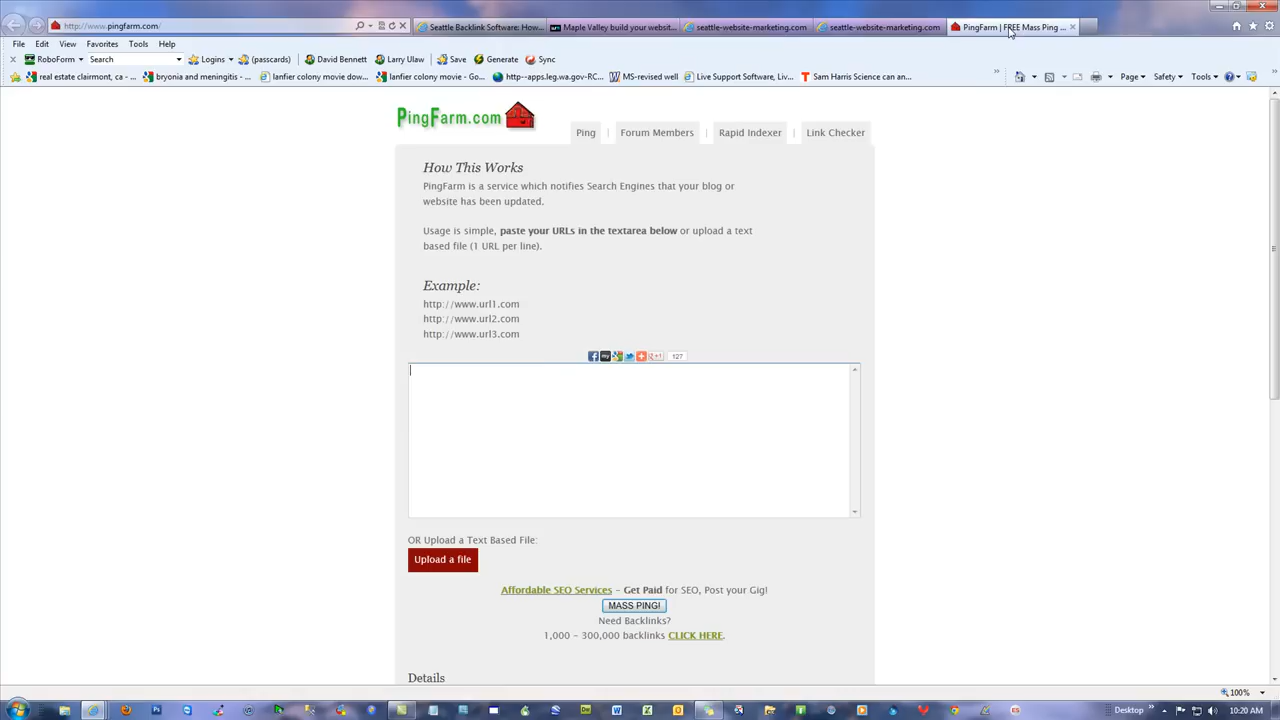 http://www.pingfarm.com/
Seattle Backlink Software: How...
Maple Valley build your websit...
seattle-website-marketing.com
seattle-website-marketing.com
PingFarm | FREE Mass Ping ...
File Edit View Favorites Tools Help
RoboForm Search Logins (passcards) David Bennett Larry Ulaw Save Generate Sync
real estate clairmont, ca - ... bryonia and meningitis - G... lanfier colony movie dow... lanfier colony movie - Go... http--apps.leg.wa.gov-RC... MS-revised well Live Support Software, Liv... Sam Harris Science can an... Page Safety Tools
PingFarm.com
Ping | Forum Members | Rapid Indexer | Link Checker
How This Works
PingFarm is a service which notifies Search Engines that your blog or
website has been updated.
Usage is simple, paste your URLs in the textarea below or upload a text
based file (1 URL per line).
Example:
http://www.url1.com
http://www.url2.com
http://www.url3.com
127
OR Upload a Text Based File:
Upload a file
Affordable SEO Services - Get Paid for SEO, Post your Gig!
MASS PING!
Need Backlinks?
1,000 - 300,000 backlinks CLICK HERE.
Details
100%
Desktop 10:20 AM